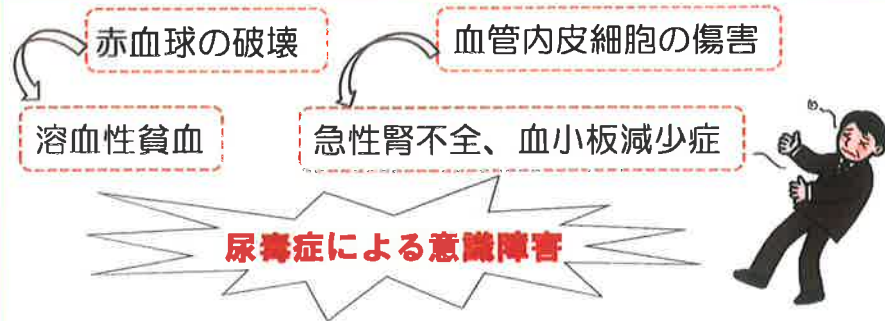 赤血球の破壊
血管内皮細胞の傷害
溶血性貧血
急性腎不全、血小板減少症
尿毒症による意識障害